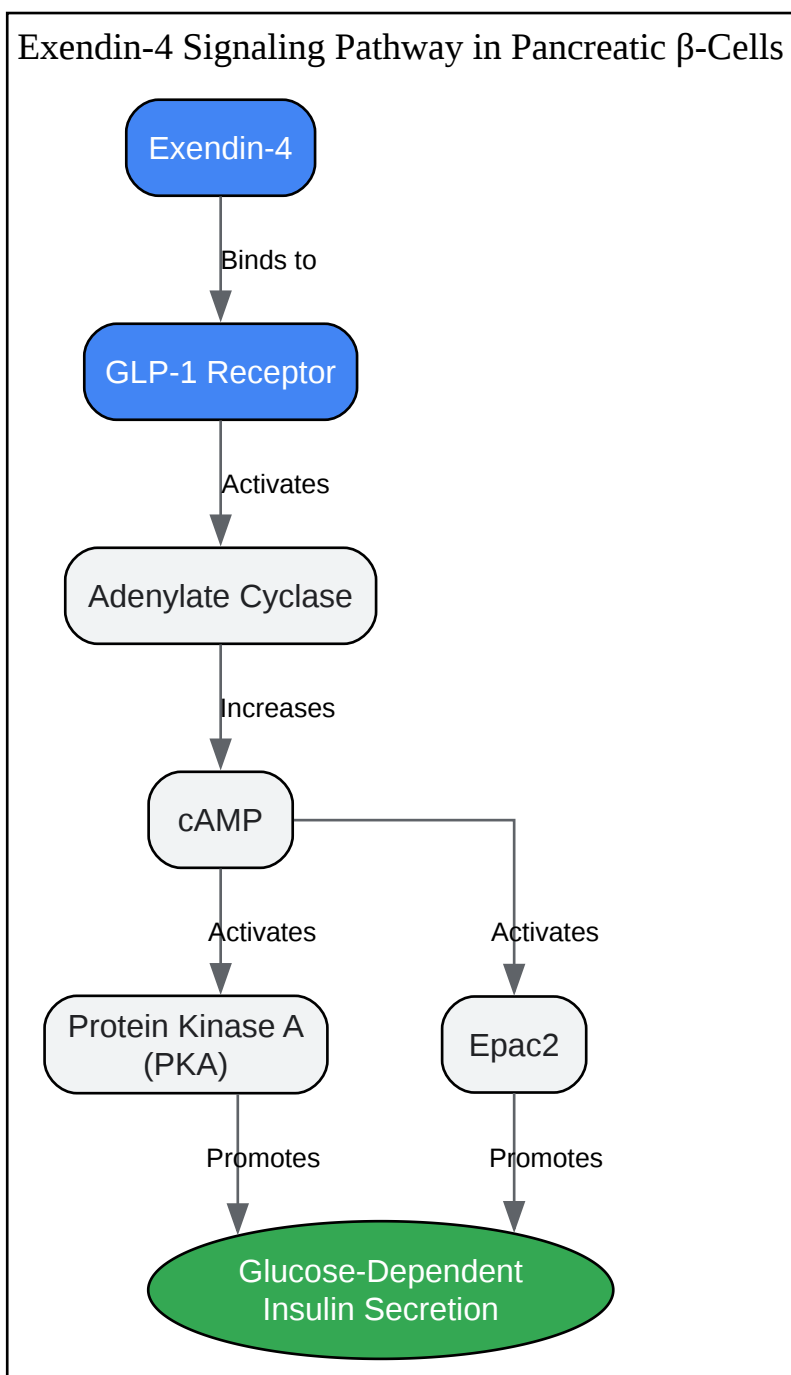 Exendin-4 Signaling Pathway in Pancreatic β-Cells
Exendin-4
Binds to
GLP-1 Receptor
Activates
Adenylate Cyclase
Increases
cAMP
Activates
Activates
Protein Kinase A
(PKA)
Epac2
Promotes
Promotes
Glucose-Dependent
Insulin Secretion